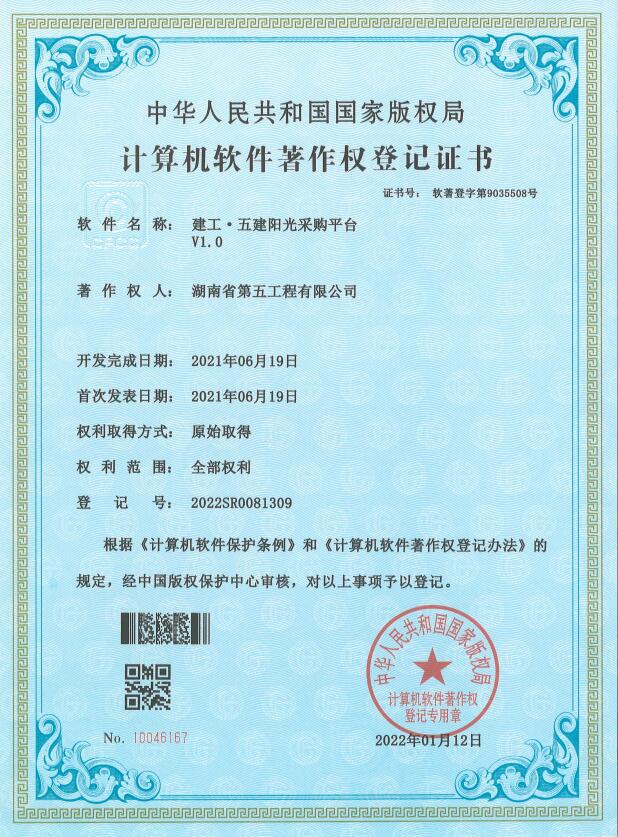 中华人民共和国国家版权局
计算机软件著作权登记证书
证书号： 软著登字第9035508号
软件名称： 建工·五建阳光采购平台
V1.0
著作权人： 湖南省第五工程有限公司
开发完成日期： 2021年06月19日
首次发表日期： 2021年06月19日
权利取得方式： 原始取得
权利范围： 全部权利
登记号： 2022SR0081309
根据《计算机软件保护条例》和《计算机软件著作权登记办法》的
规定，经中国版权保护中心审核，对以上事项予以登记。
中华人民共和国国家版权局
计算机软件著作权
登记专用章
No. 10046167
2022年01月12日